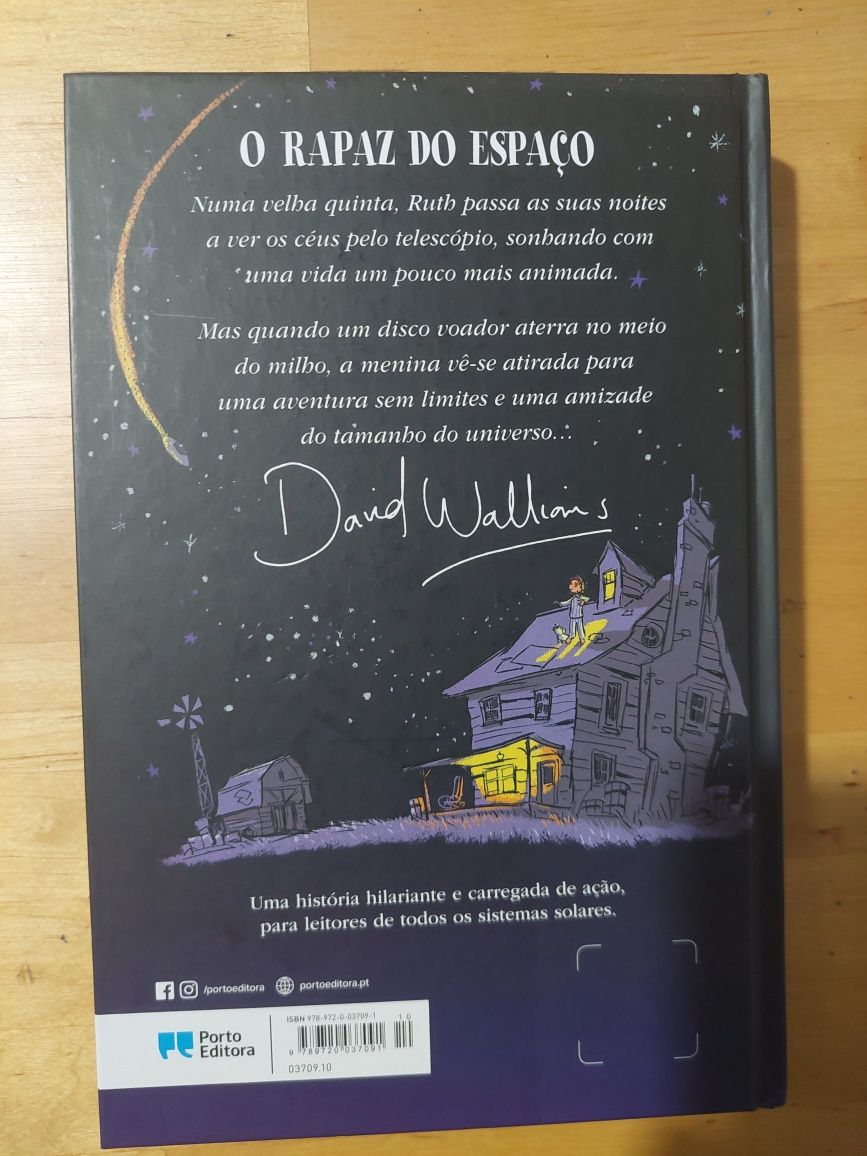 O RAPAZ DO ESPAÇO
Numa velha quinta, Ruth passa as suas noites
a ver os céus pelo telescópio, sonhando com
uma vida um pouco mais animada.
Mas quando um disco voador aterra no meio
do milho, a menina vê-se atirada para
uma aventura sem limites e uma amizade
do tamanho do universo...
David Walliams
Uma história hilariante e carregada de ação,
para leitores de todos os sistemas solares.
/portoeditora portoeditora.pt
Porto
Editora
ISBN 978-972-0-03709-1
10
9 789720 037091
03709.10